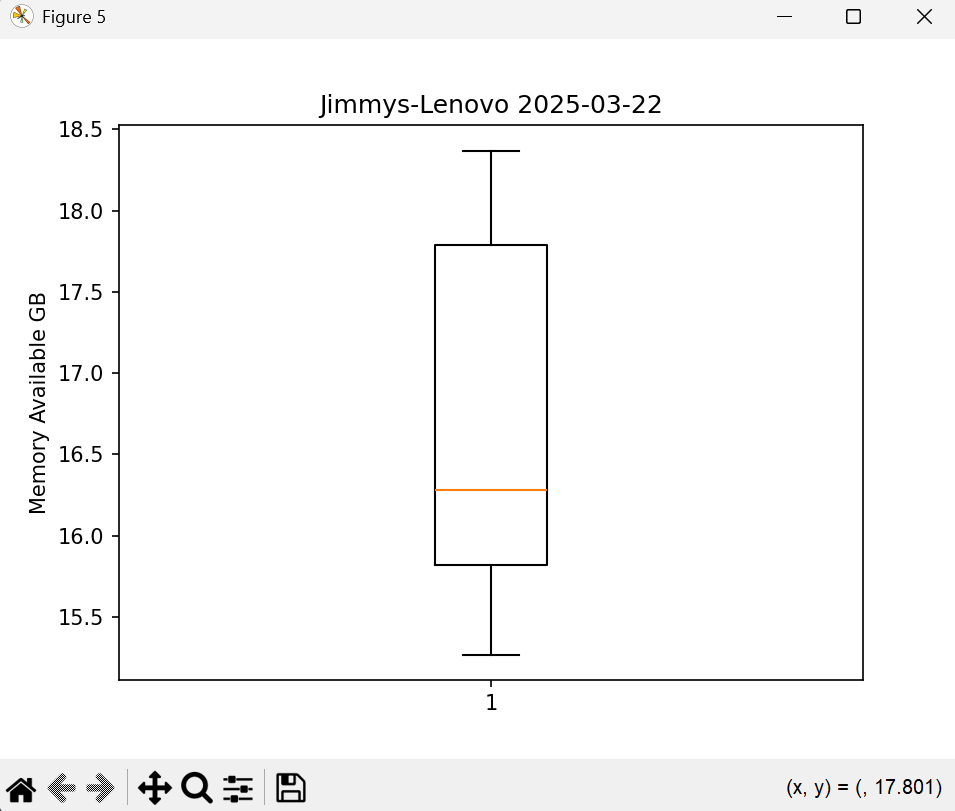 Figure 5
Jimmys-Lenovo 2025-03-22
Memory Available GB
18.5
18.0
17.5
17.0
16.5
16.0
15.5
1
(x, y) = (, 17.801)